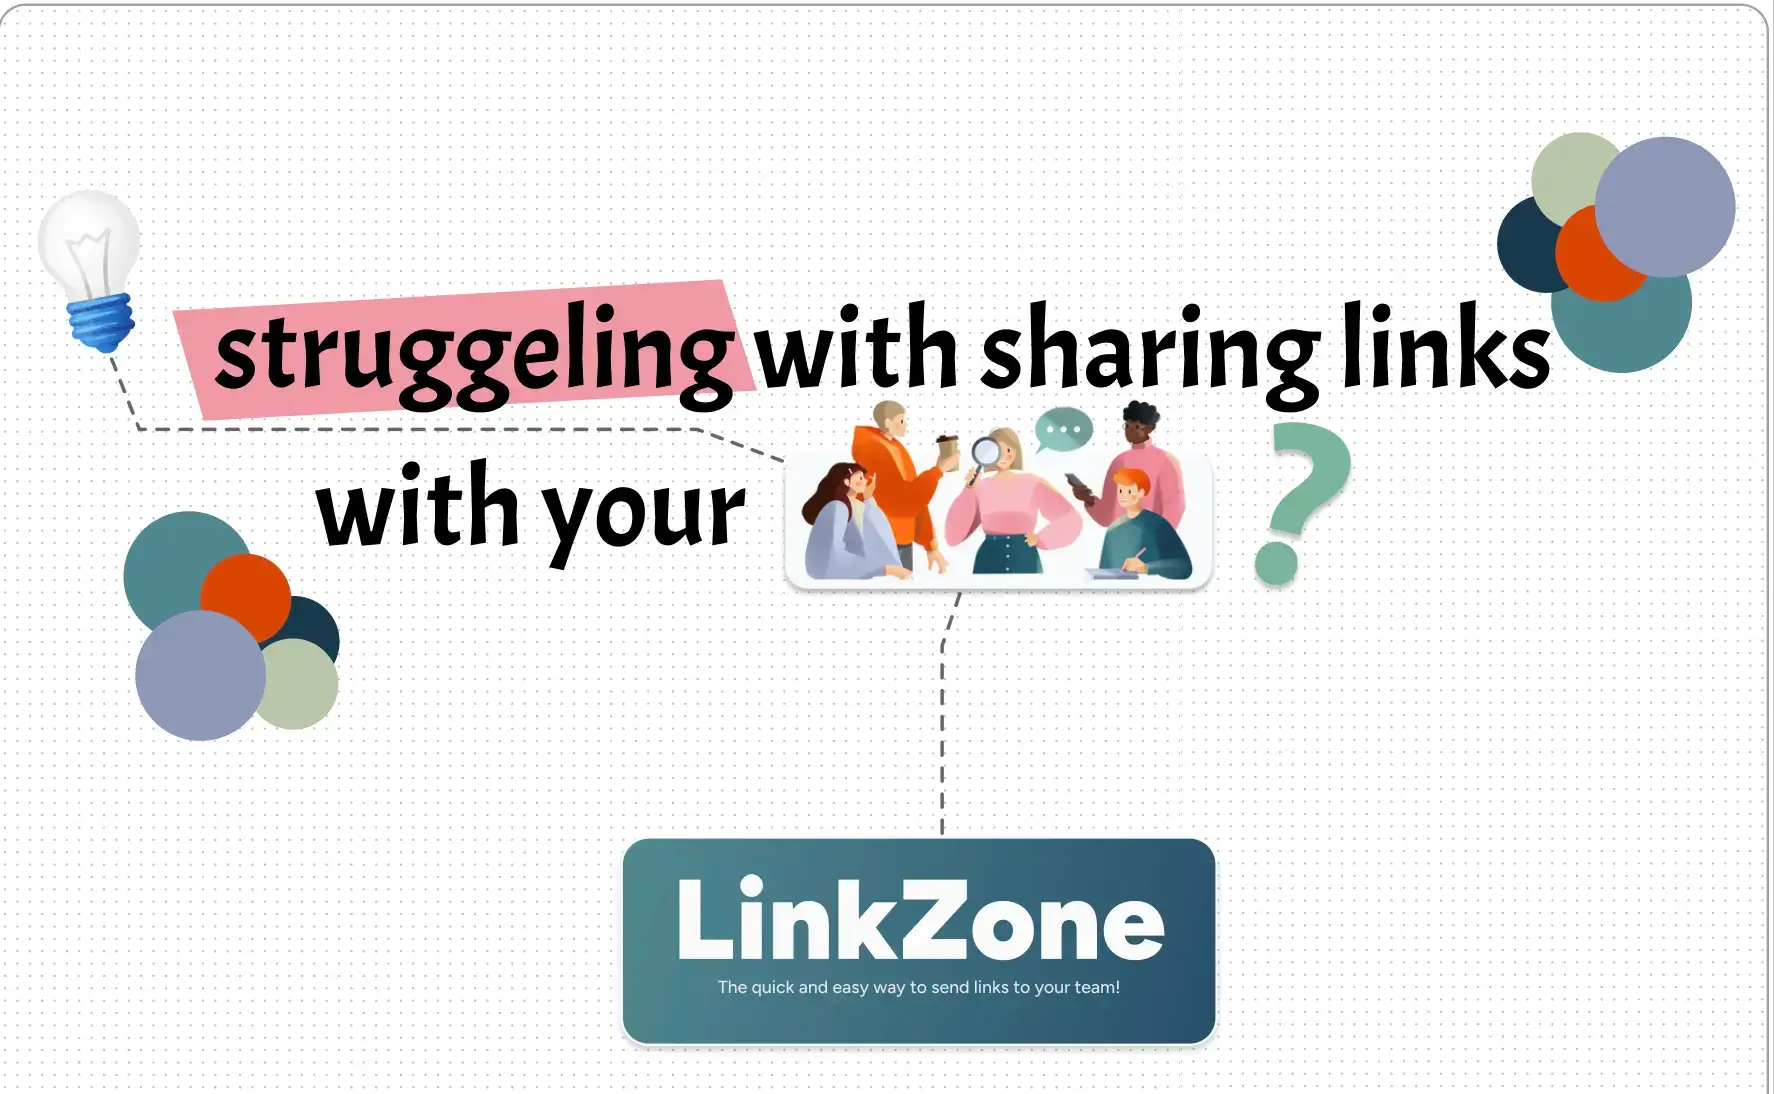 struggeling with sharing links
with your ?
LinkZone
The quick and easy way to send links to your team!